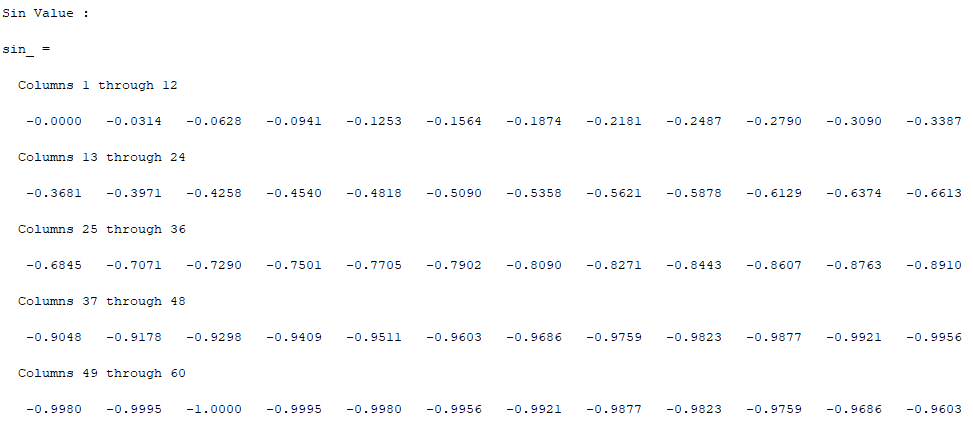 Sin Value :
sin_ =
Columns 1 through 12
-0.0000 -0.0314 -0.0628 -0.0941 -0.1253 -0.1564 -0.1874 -0.2181 -0.2487 -0.2790 -0.3090 -0.3387
Columns 13 through 24
-0.3681 -0.3971 -0.4258 -0.4540 -0.4818 -0.5090 -0.5358 -0.5621 -0.5878 -0.6129 -0.6374 -0.6613
Columns 25 through 36
-0.6845 -0.7071 -0.7290 -0.7501 -0.7705 -0.7902 -0.8090 -0.8271 -0.8443 -0.8607 -0.8763 -0.8910
Columns 37 through 48
-0.9048 -0.9178 -0.9298 -0.9409 -0.9511 -0.9603 -0.9686 -0.9759 -0.9823 -0.9877 -0.9921 -0.9956
Columns 49 through 60
-0.9980 -0.9995 -1.0000 -0.9995 -0.9980 -0.9956 -0.9921 -0.9877 -0.9823 -0.9759 -0.9686 -0.9603